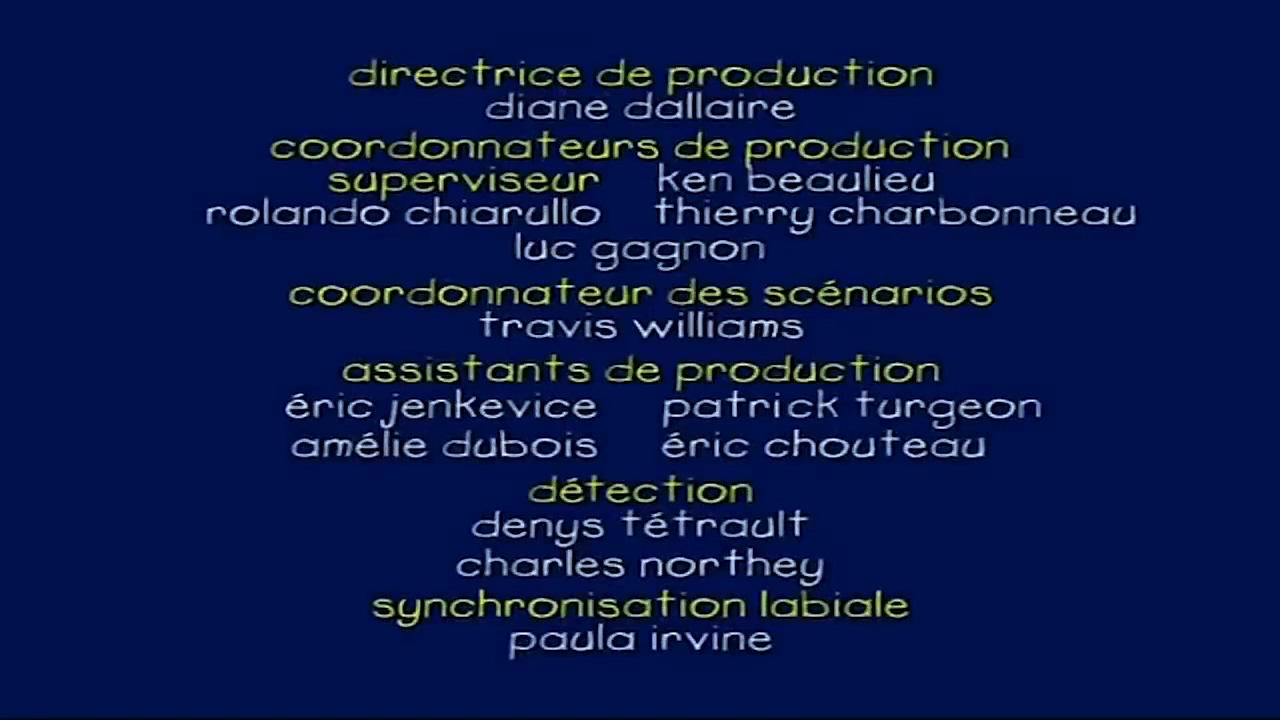 directrice de production
diane dallaire
coordonnateurs de production
superviseur ken beaulieu
rolando chiarullo thierry charbonneau
luc gagnon
coordonnateur des scénarios
travis williams
assistants de production
éric jenkevice patrick turgeon
amélie dubois éric chouteau
détection
denys tétrault
charles northey
synchronisation labiale
paula irvine